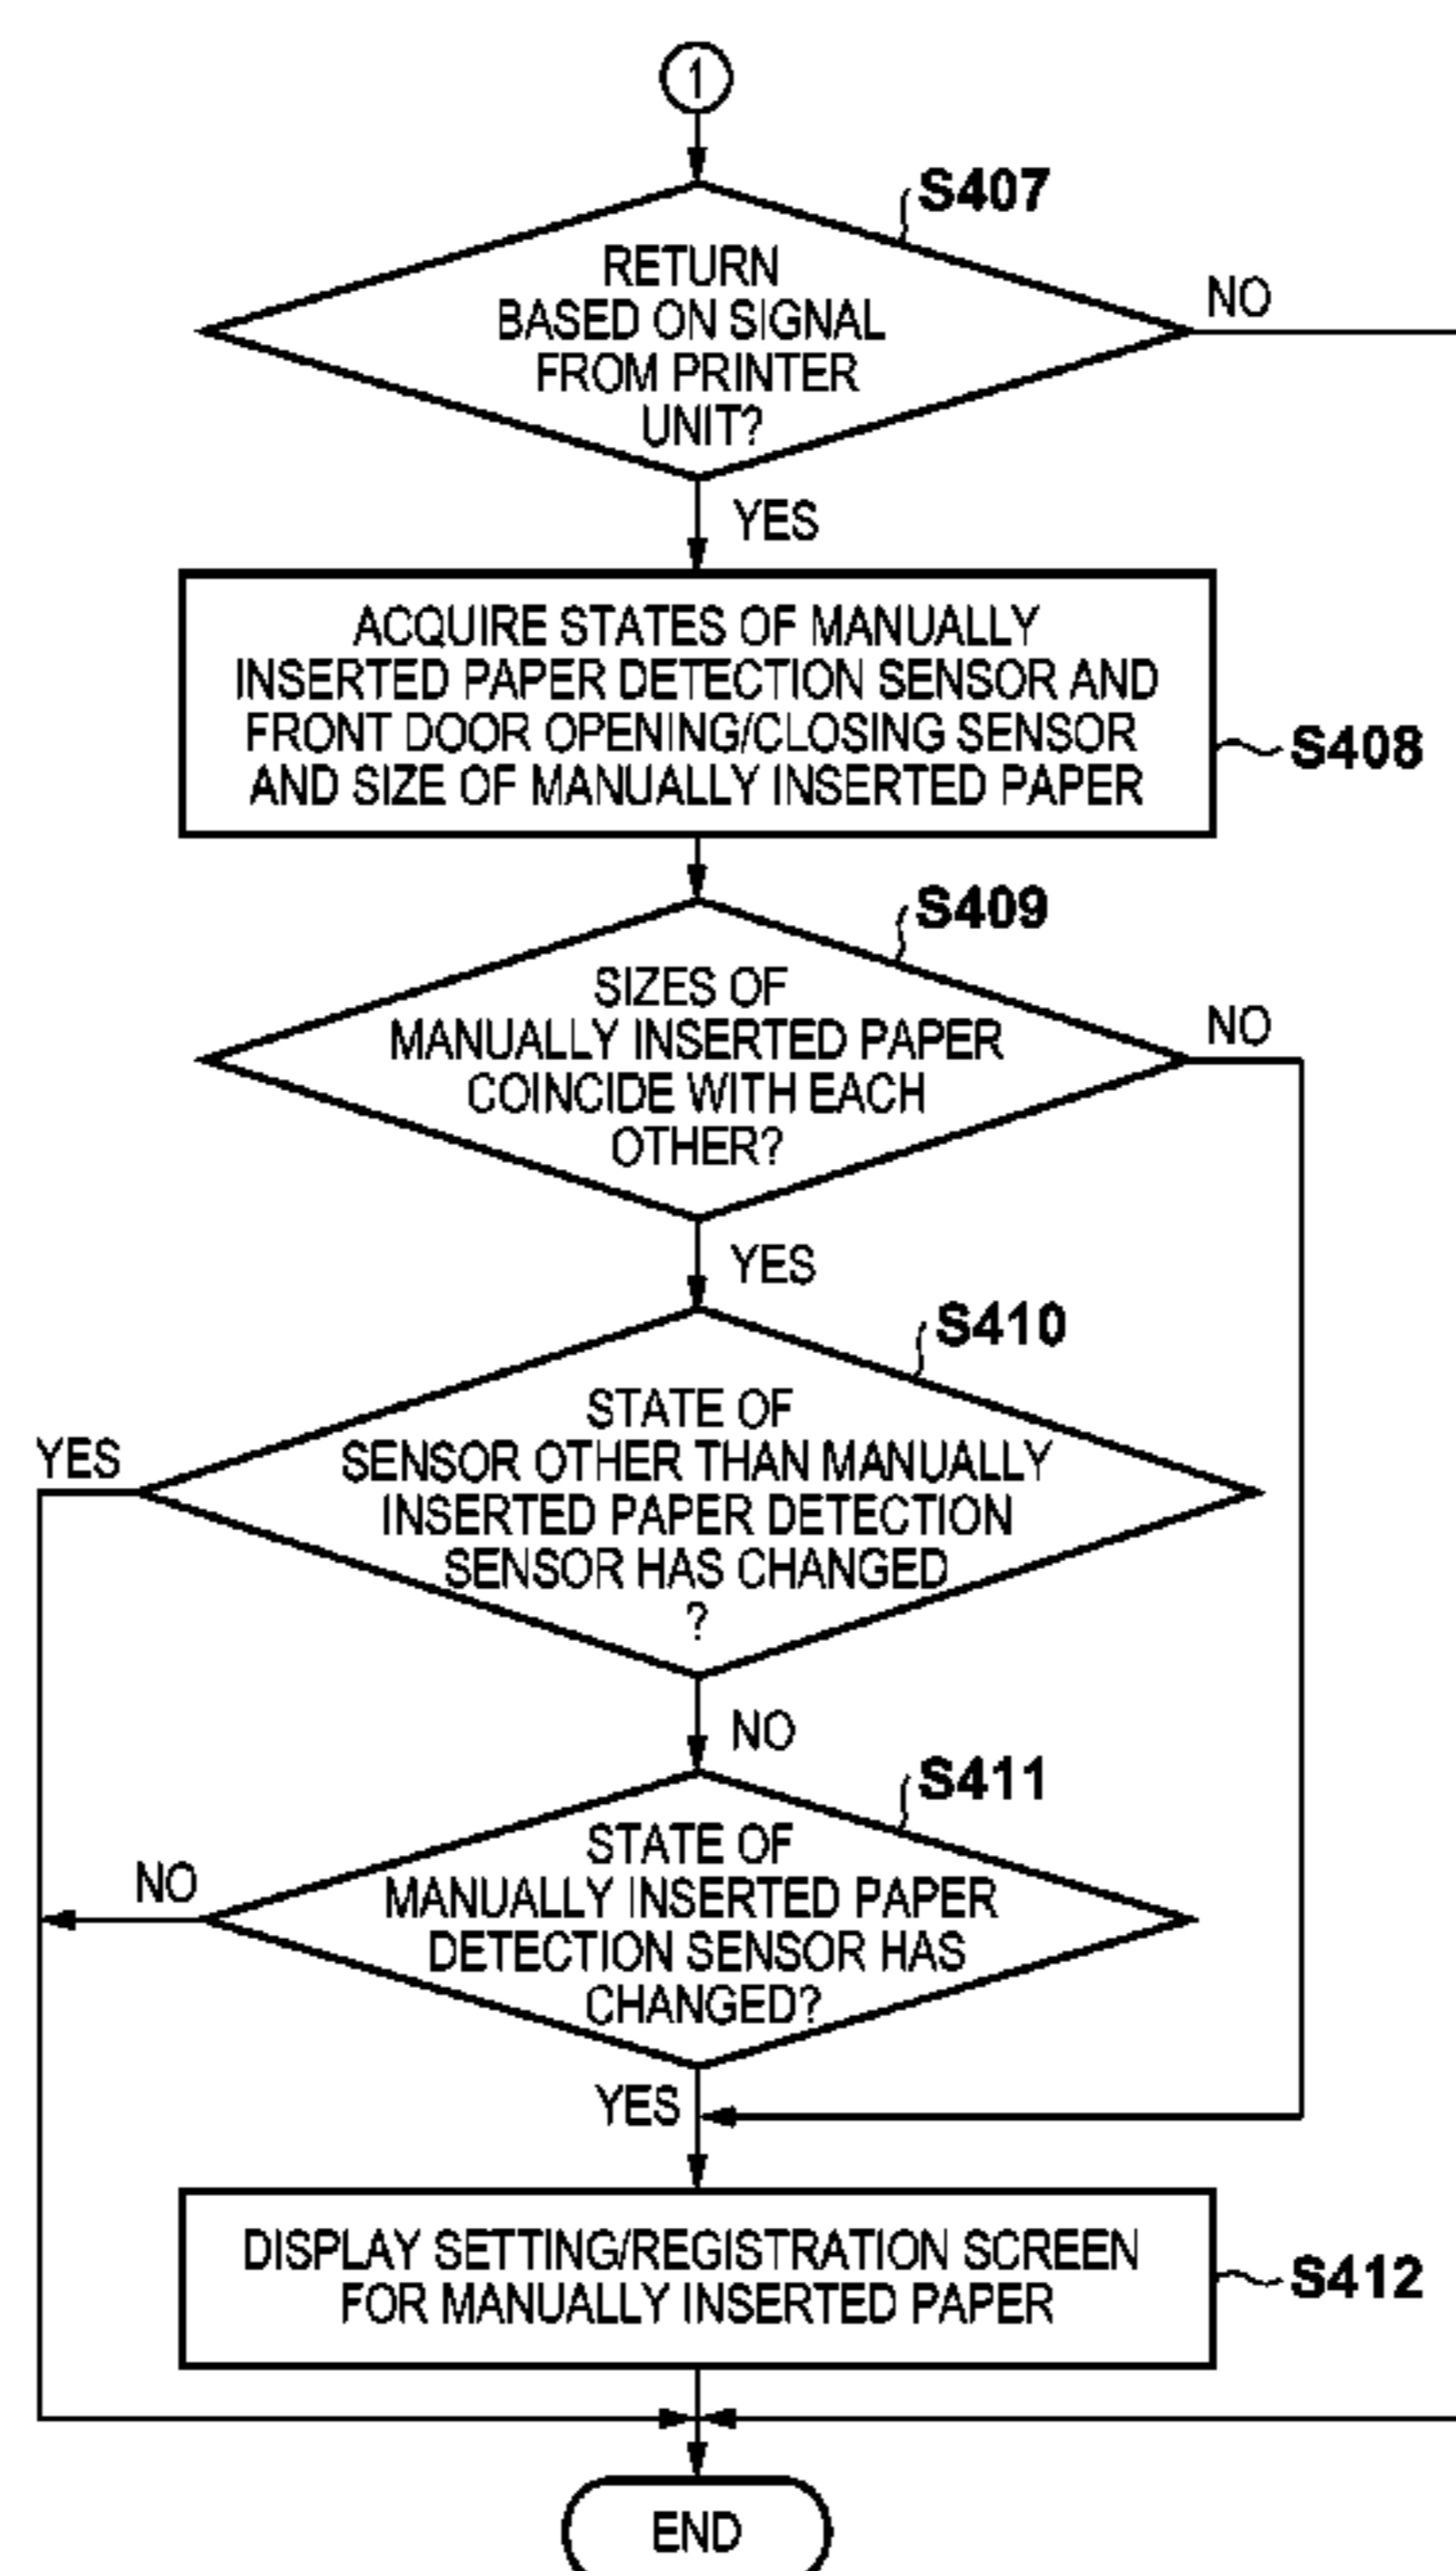 1
S407
RETURN
BASED ON SIGNAL
FROM PRINTER
UNIT?
NO
YES
ACQUIRE STATES OF MANUALLY
INSERTED PAPER DETECTION SENSOR AND
FRONT DOOR OPENING/CLOSING SENSOR
AND SIZE OF MANUALLY INSERTED PAPER
S408
S409
SIZES OF
MANUALLY INSERTED PAPER
COINCIDE WITH EACH
OTHER?
NO
YES
S410
STATE OF
SENSOR OTHER THAN MANUALLY
INSERTED PAPER DETECTION
SENSOR HAS CHANGED
?
YES
NO
S411
STATE OF
MANUALLY INSERTED PAPER
DETECTION SENSOR HAS
CHANGED?
NO
YES
DISPLAY SETTING/REGISTRATION SCREEN
FOR MANUALLY INSERTED PAPER
S412
END